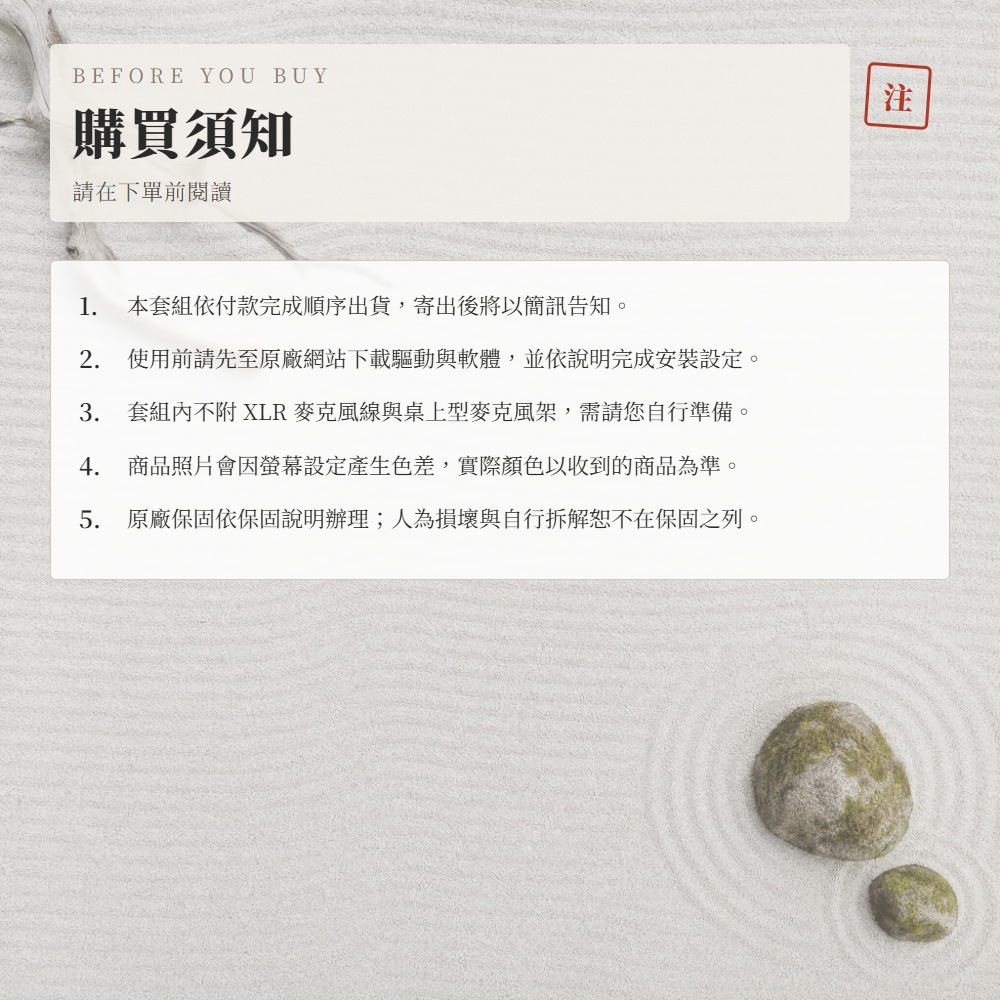 BEFORE YOU BUY
購買須知
請在下單前閱讀
注
1. 本套組依付款完成順序出貨，寄出後將以簡訊告知。
2. 使用前請先至原廠網站下載驅動與軟體，並依說明完成安裝設定。
3. 套組內不附 XLR 麥克風線與桌上型麥克風架，需請您自行準備。
4. 商品照片會因螢幕設定產生色差，實際顏色以收到的商品為準。
5. 原廠保固依保固說明辦理；人為損壞與自行拆解恕不在保固之列。